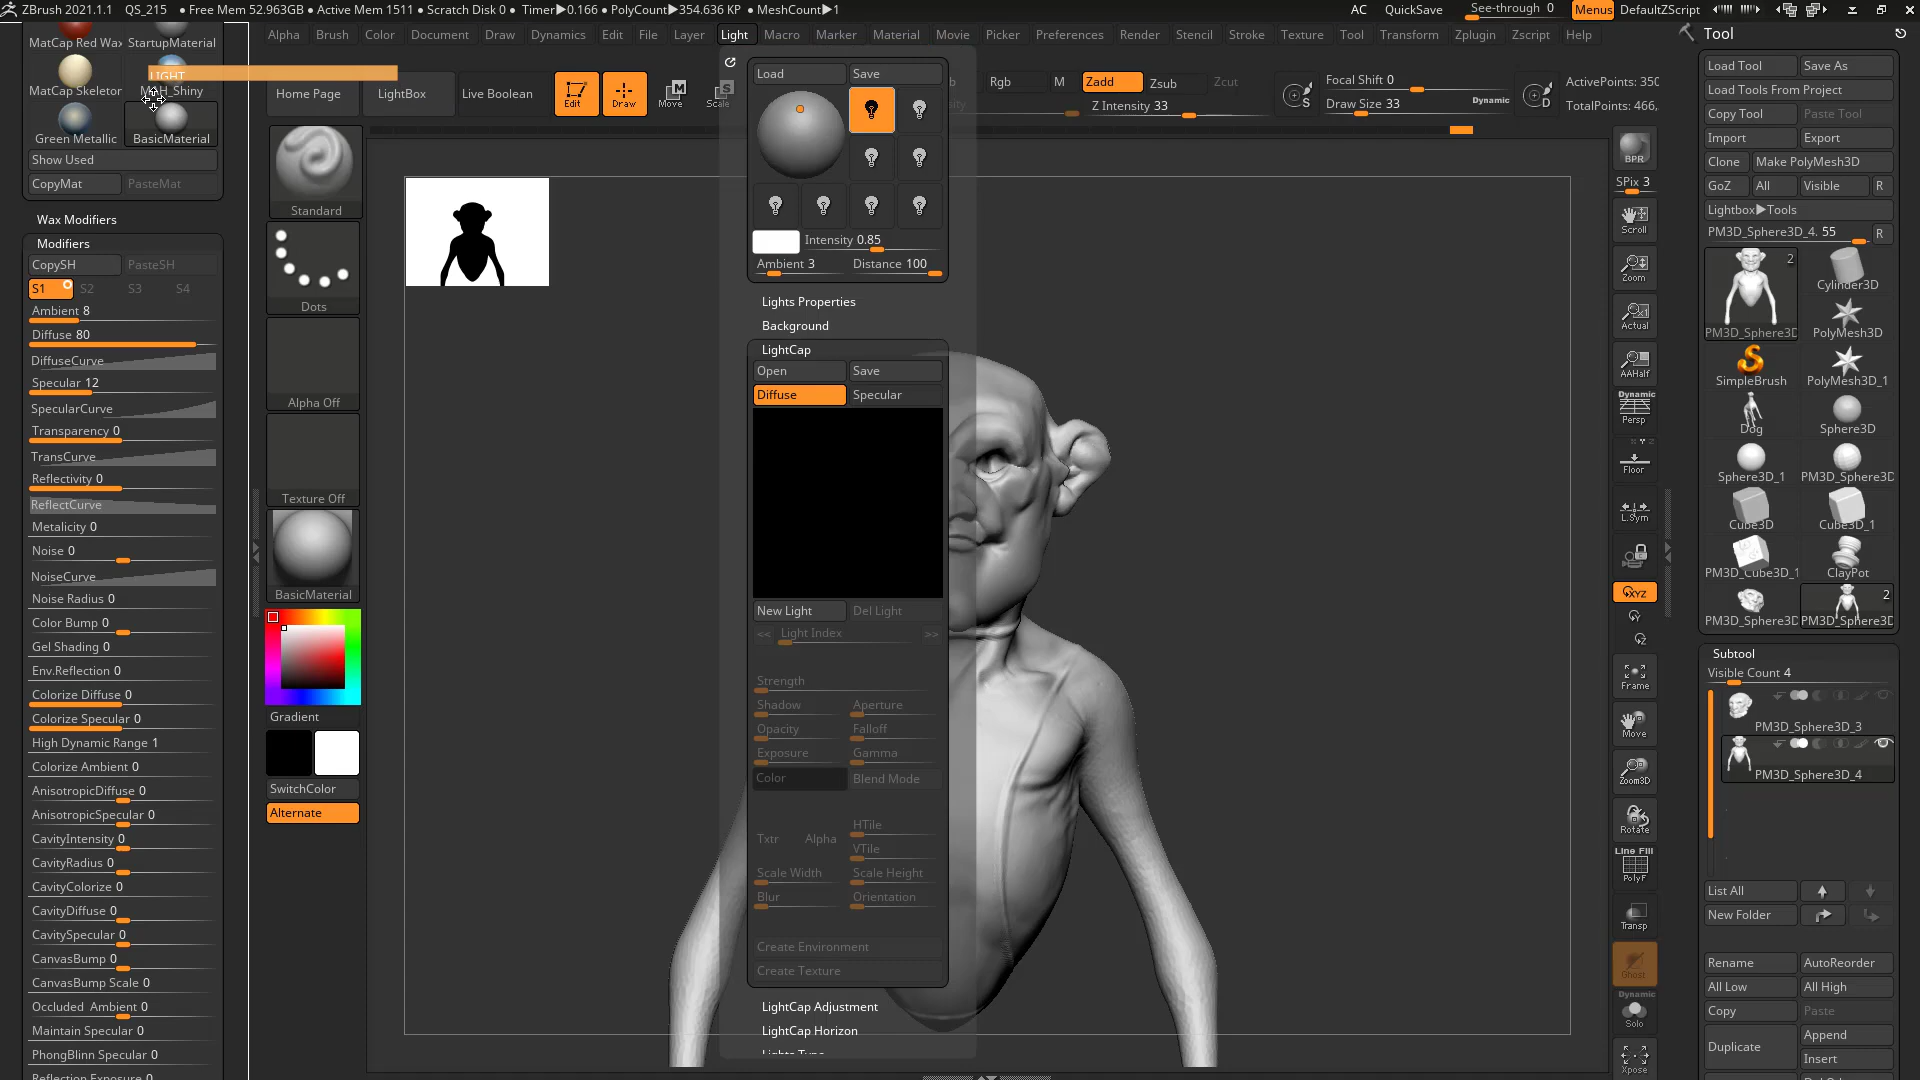 ZBrush 2021.1.1 QS_215 ● Free Mem 52.963GB ● Active Mem 1511 ● Scratch Disk 0 ● Timer▶0.166 ● PolyCount▶354.636 KP ● MeshCount▶1 AC QuickSave See-through 0 Menus DefaultZScript
Alpha Brush Color Document Draw Dynamics Edit File Layer Light Macro Marker Material Movie Picker Preferences Render Stencil Stroke Texture Tool Transform Zplugin Zscript Help
MatCap Red Wax StartupMaterial
LIGHT
MatCap Skeleton
Green Metallic BasicMaterial
Show Used
CopyMat PasteMat
Wax Modifiers
Modifiers
CopySH PasteSH
S1 S2 S3 S4
Ambient 8
Diffuse 80
DiffuseCurve
Specular 12
SpecularCurve
Transparency 0
TransCurve
Reflectivity 0
ReflectCurve
Metalicity 0
Noise 0
NoiseCurve
Noise Radius 0
Color Bump 0
Gel Shading 0
Env.Reflection 0
Colorize Diffuse 0
Colorize Specular 0
High Dynamic Range 1
Colorize Ambient 0
AnisotropicDiffuse 0
AnisotropicSpecular 0
CavityIntensity 0
CavityRadius 0
CavityColorize 0
CavityDiffuse 0
CavitySpecular 0
CanvasBump 0
CanvasBump Scale 0
Occluded Ambient 0
Maintain Specular 0
PhongBlinn Specular 0
Reflection Exposure 0
Home Page LightBox Live Boolean Edit Draw Move Scale
Standard
Dots
Alpha Off
Texture Off
BasicMaterial
Gradient
SwitchColor
Alternate
Load Save
Intensity 0.85
Ambient 3 Distance 100
Lights Properties
Background
LightCap
Open Save
Diffuse Specular
New Light Del Light
<< Light Index >>
Strength
Shadow Aperture
Opacity Falloff
Exposure Gamma
Color Blend Mode
Txtr Alpha HTile
VTile
Scale Width Scale Height
Blur Orientation
Create Environment
Create Texture
LightCap Adjustment
LightCap Horizon
Lights Type
Rgb M Zadd Zsub Zcut
Z Intensity 33
Focal Shift 0
Draw Size 33 Dynamic
S D
ActivePoints: 350
TotalPoints: 466,
BPR
SPix 3
Scroll
Zoom
Actual
AAHalf
Dynamic
Persp
Floor
L.Sym
XYZ
Frame
Move
Zoom3D
Rotate
Line Fill
PolyF
Transp
Ghost
Dynamic
Solo
Xpose
Tool
Load Tool Save As
Load Tools From Project
Copy Tool Paste Tool
Import Export
Clone Make PolyMesh3D
GoZ All Visible R
Lightbox▶Tools
PM3D_Sphere3D_4. 55 R
2 Cylinder3D
PM3D_Sphere3D PolyMesh3D
SimpleBrush PolyMesh3D_1
Dog Sphere3D
Sphere3D_1 PM3D_Sphere3D
Cube3D Cube3D_1
PM3D_Cube3D_1 ClayPot
2
PM3D_Sphere3D PM3D_Sphere3D
Subtool
Visible Count 4
PM3D_Sphere3D_3
PM3D_Sphere3D_4
List All
New Folder
Rename AutoReorder
All Low All High
Copy Paste
Duplicate Append
Insert